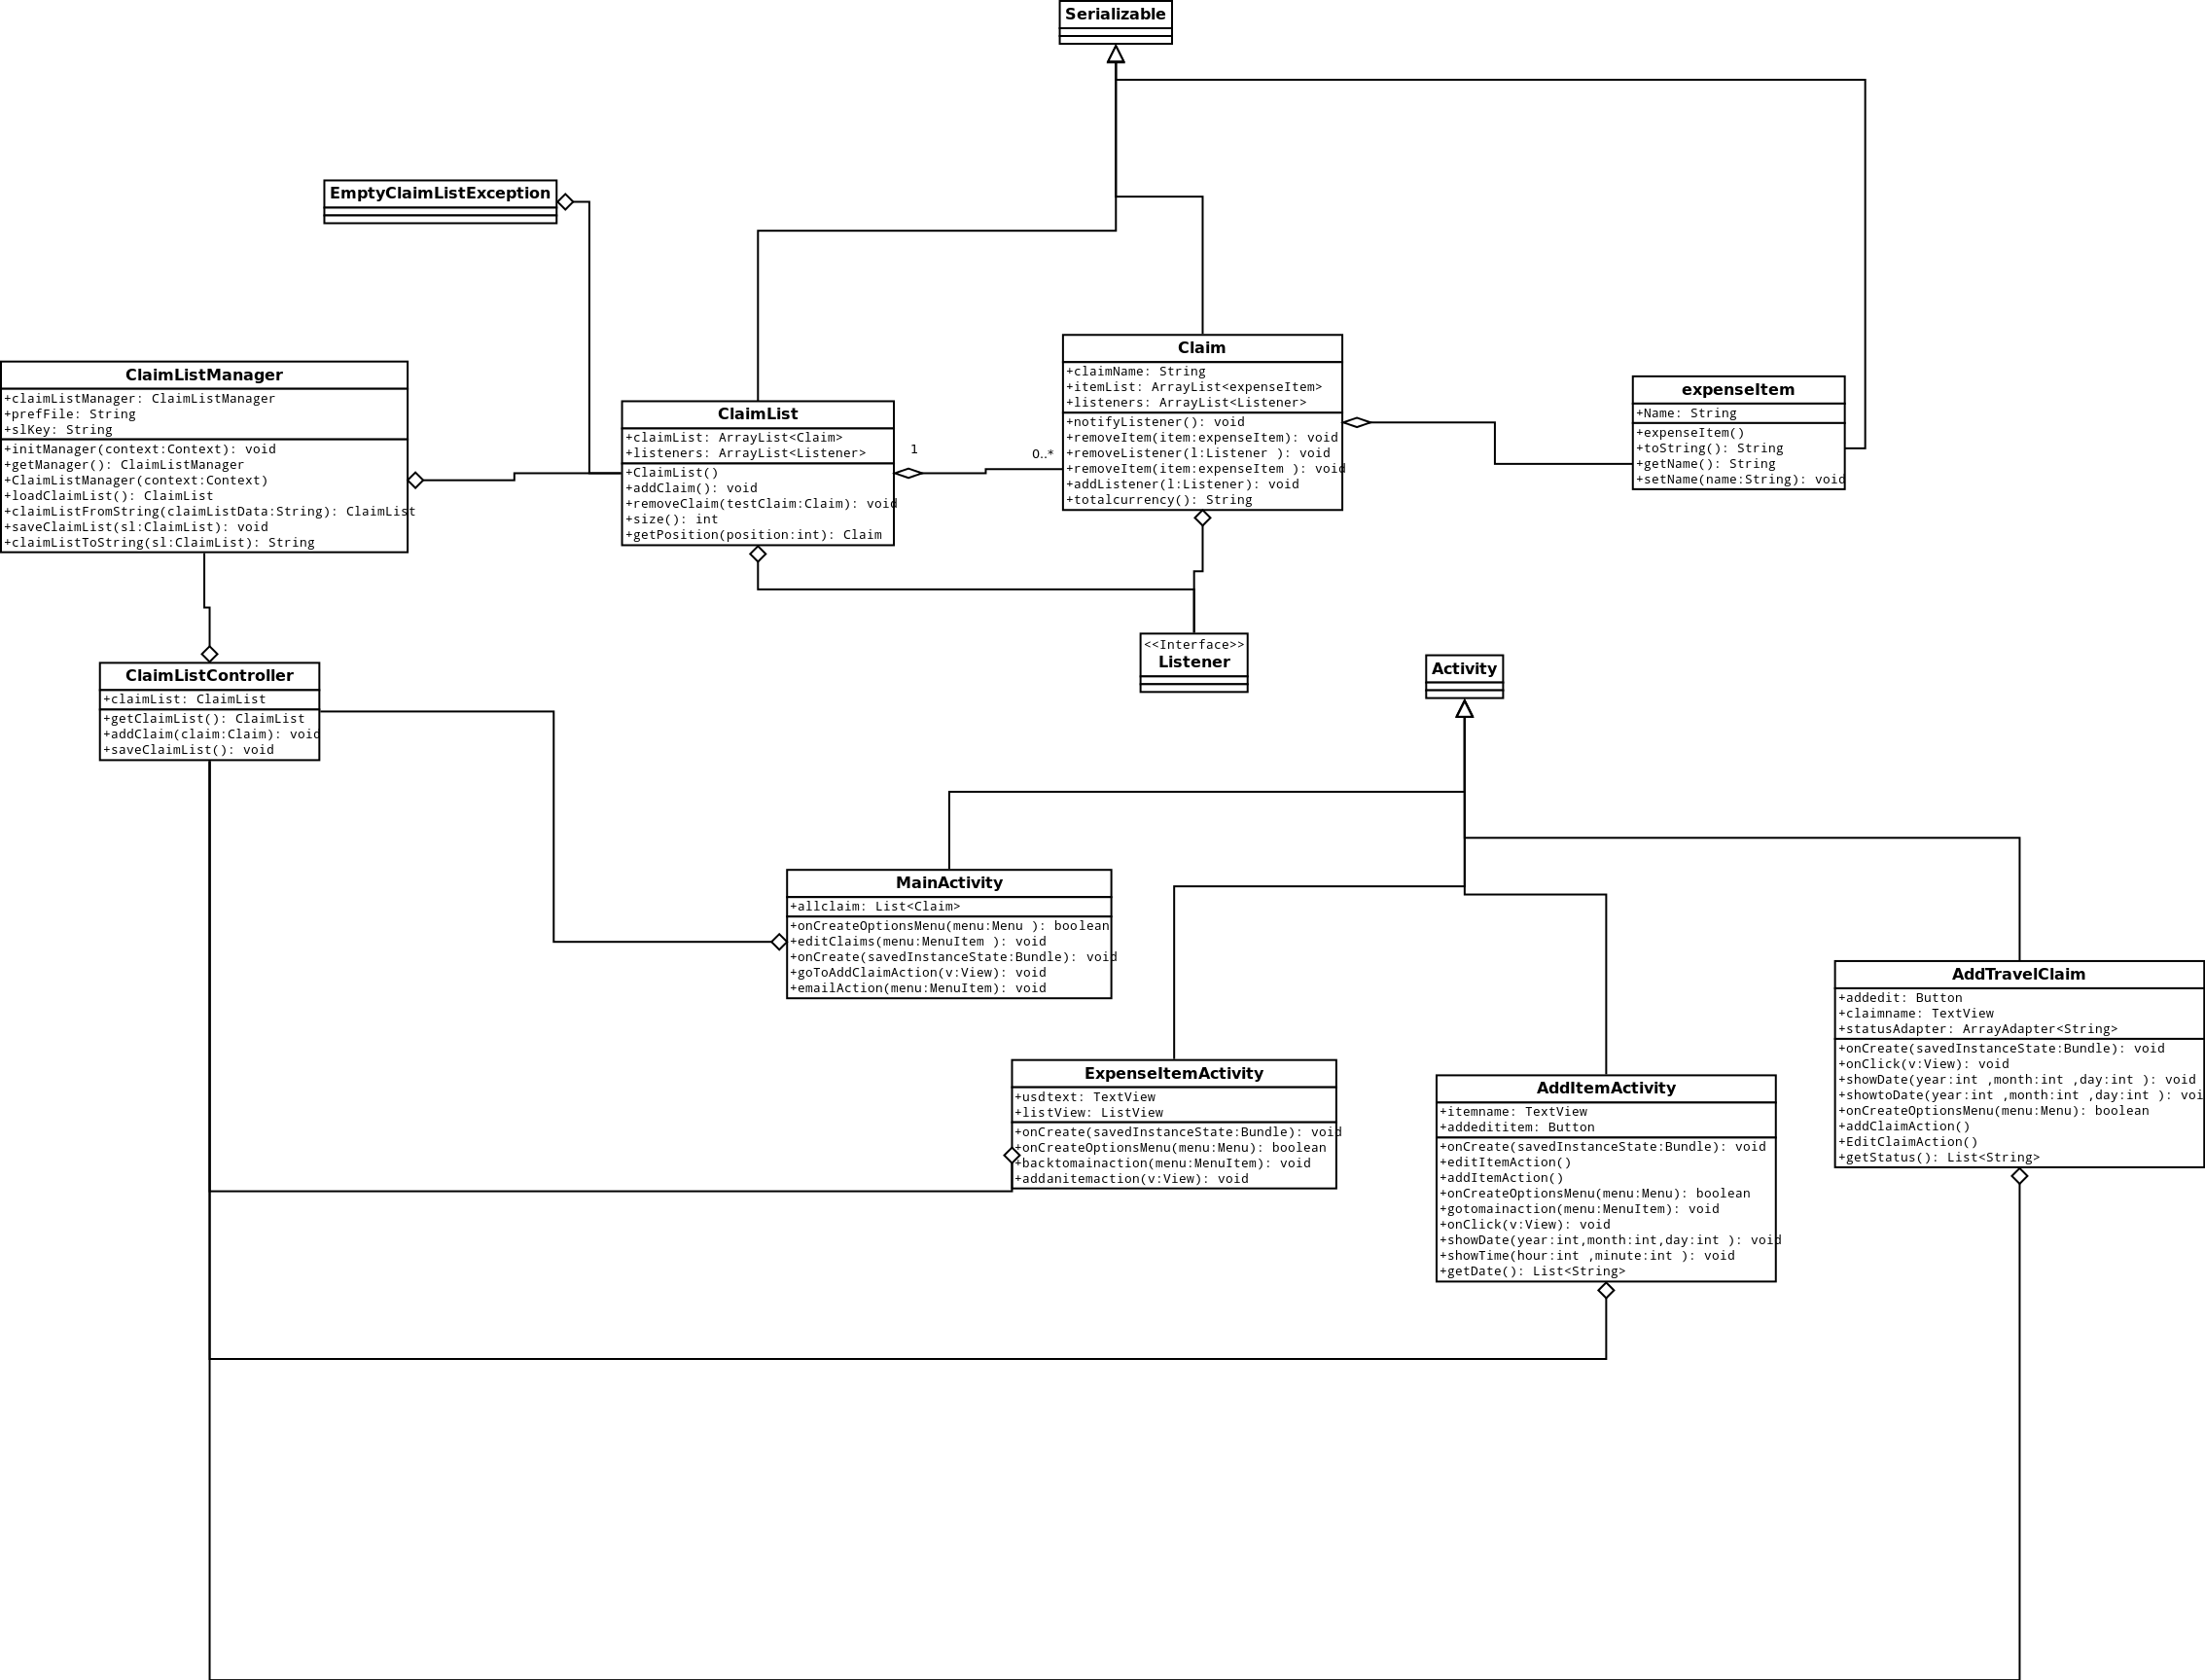 Serializable
EmptyClaimListException
ClaimListManager
+claimListManager: ClaimListManager
+prefFile: String
+slKey: String
+initManager(context:Context): void
+getManager(): ClaimListManager
+ClaimListManager(context:Context)
+loadClaimList(): ClaimList
+claimListFromString(claimListData:String): ClaimList
+saveClaimList(sl:ClaimList): void
+claimListToString(sl:ClaimList): String
ClaimList
+claimList: ArrayList<Claim>
+listeners: ArrayList<Listener>
+ClaimList()
+addClaim(): void
+removeClaim(testClaim:Claim): void
+size(): int
+getPosition(position:int): Claim
1
0..*
Claim
+claimName: String
+itemList: ArrayList<expenseItem>
+listeners: ArrayList<Listener>
+notifyListener(): void
+removeItem(item:expenseItem): void
+removeListener(l:Listener ): void
+removeItem(item:expenseItem ): void
+addListener(l:Listener): void
+totalcurrency(): String
expenseItem
+Name: String
+expenseItem()
+toString(): String
+getName(): String
+setName(name:String): void
<<Interface>>
Listener
Activity
ClaimListController
+claimList: ClaimList
+getClaimList(): ClaimList
+addClaim(claim:Claim): void
+saveClaimList(): void
MainActivity
+allclaim: List<Claim>
+onCreateOptionsMenu(menu:Menu ): boolean
+editClaims(menu:MenuItem ): void
+onCreate(savedInstanceState:Bundle): void
+goToAddClaimAction(v:View): void
+emailAction(menu:MenuItem): void
ExpenseItemActivity
+usdtext: TextView
+listView: ListView
+onCreate(savedInstanceState:Bundle): void
+onCreateOptionsMenu(menu:Menu): boolean
+backtomainaction(menu:MenuItem): void
+addanitemaction(v:View): void
AddItemActivity
+itemname: TextView
+addedititem: Button
+onCreate(savedInstanceState:Bundle): void
+editItemAction()
+addItemAction()
+onCreateOptionsMenu(menu:Menu): boolean
+gotomainaction(menu:MenuItem): void
+onClick(v:View): void
+showDate(year:int,month:int,day:int ): void
+showTime(hour:int ,minute:int ): void
+getDate(): List<String>
AddTravelClaim
+addedit: Button
+claimname: TextView
+statusAdapter: ArrayAdapter<String>
+onCreate(savedInstanceState:Bundle): void
+onClick(v:View): void
+showDate(year:int ,month:int ,day:int ): void
+showtoDate(year:int ,month:int ,day:int ): voi
+onCreateOptionsMenu(menu:Menu): boolean
+addClaimAction()
+EditClaimAction()
+getStatus(): List<String>